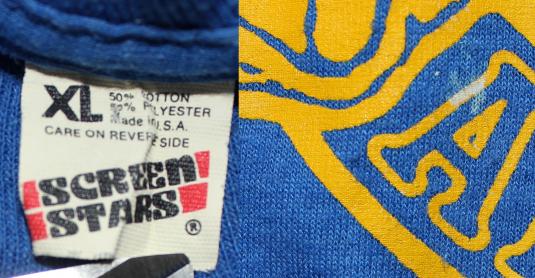 XL
50% COTTON
50% POLYESTER
Made in U.S.A.
CARE ON REVERSE SIDE
SCREEN
STARS
®
A